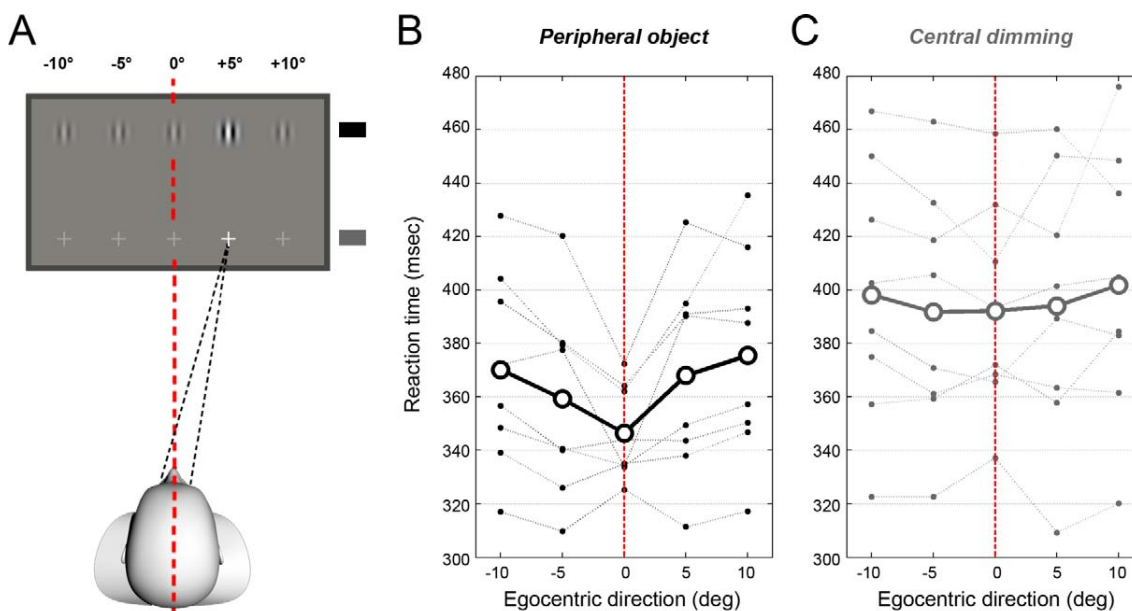 A
-10° -5° 0° +5° +10°
B
Peripheral object
480
460
440
420
400
380
360
340
320
300
Reaction time (msec)
-10 -5 0 5 10
Egocentric direction (deg)
C
Central dimming
480
460
440
420
400
380
360
340
320
300
-10 -5 0 5 10
Egocentric direction (deg)